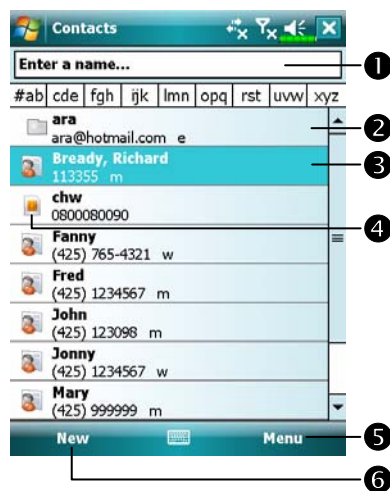 Contacts
Enter a name...
1
#ab cde fgh ijk lmn opq rst uvw xyz
ara
ara@hotmail.com e
2
Bready, Richard
113355 m
3
chw
0800080090
4
Fanny
(425) 765-4321 w
Fred
(425) 1234567 m
John
(425) 123098 m
Jonny
(425) 1234567 w
Mary
(425) 999999 m
New Menu
5
6